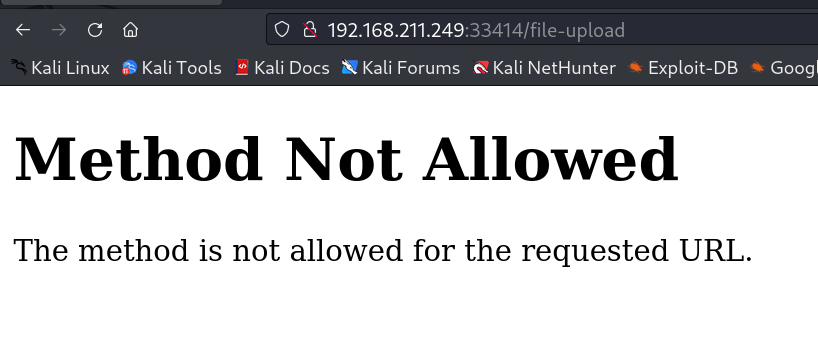 192.168.211.249:33414/file-upload
Kali Linux Kali Tools Kali Docs Kali Forums Kali NetHunter Exploit-DB Googl
Method Not Allowed
The method is not allowed for the requested URL.